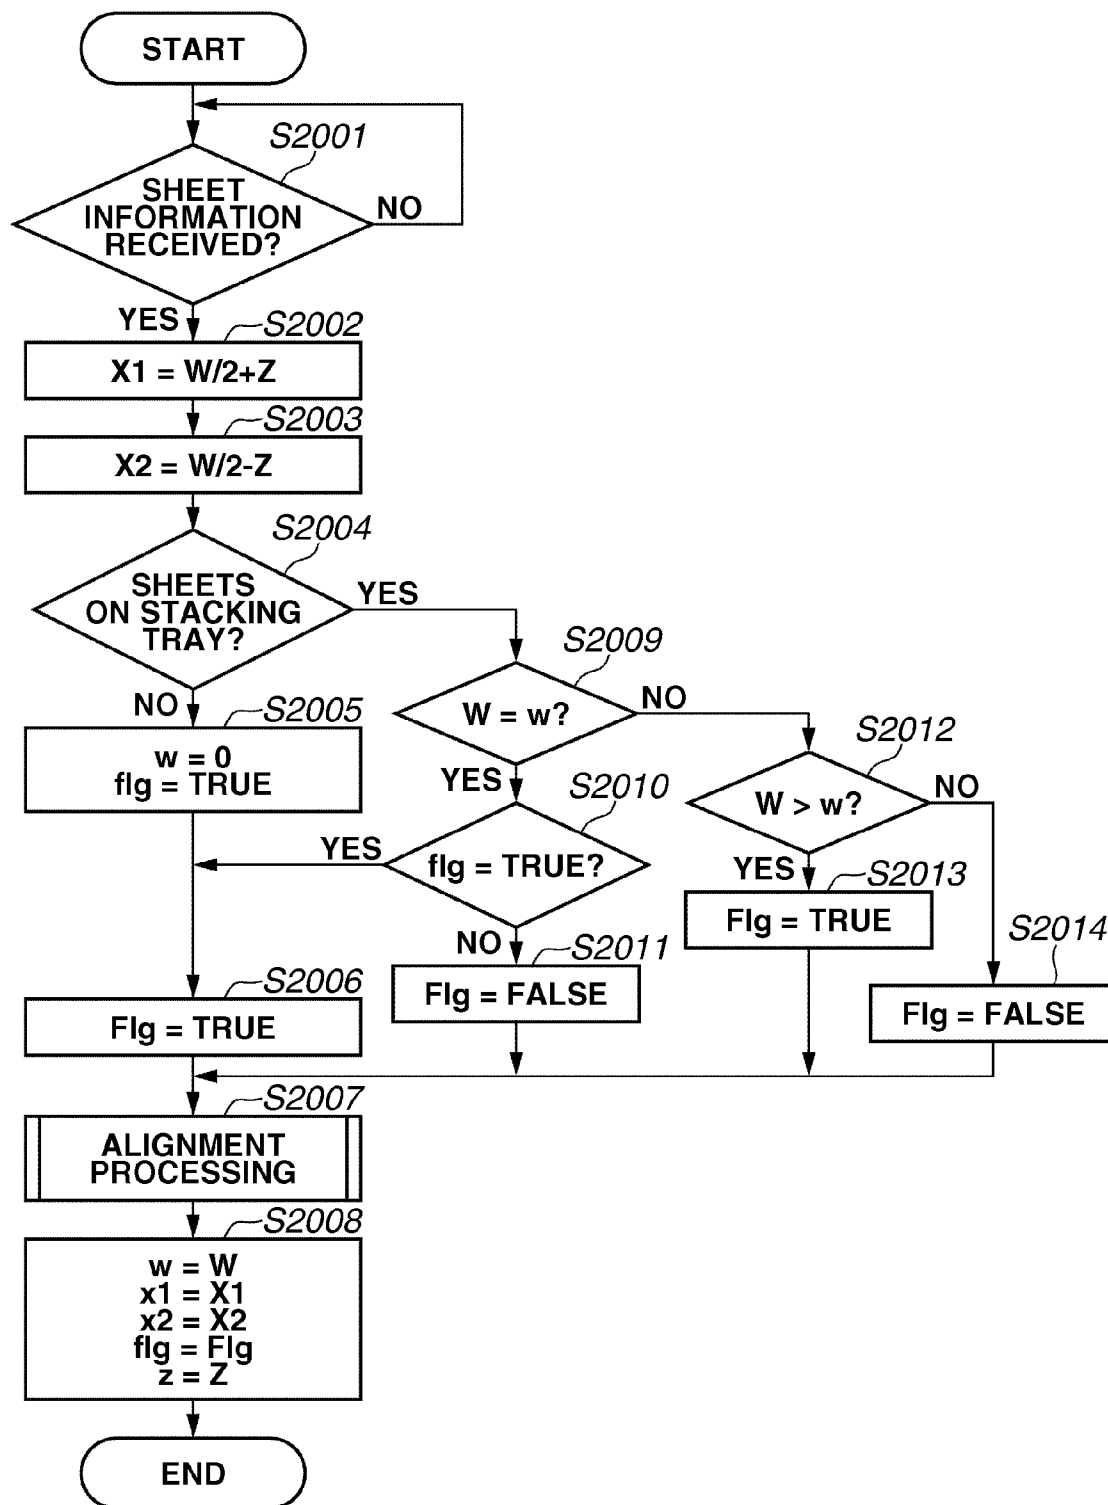 START
S2001
SHEET
INFORMATION
RECEIVED?
NO
YES
S2002
X1 = W/2+Z
S2003
X2 = W/2-Z
S2004
SHEETS
ON STACKING
TRAY?
YES
NO
S2005
w = 0
flg = TRUE
S2009
W = w?
NO
YES
S2010
flg = TRUE?
YES
NO
S2011
Flg = FALSE
S2012
W > w?
NO
YES
S2013
Flg = TRUE
S2014
Flg = FALSE
S2006
Flg = TRUE
S2007
ALIGNMENT
PROCESSING
S2008
w = W
x1 = X1
x2 = X2
flg = Flg
z = Z
END